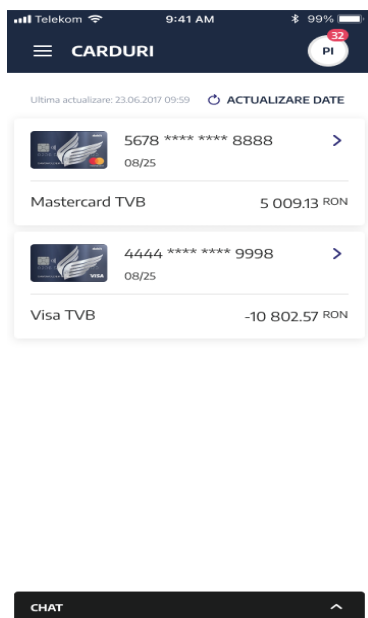 Telekom 9:41 AM 99%
32
CARDURI PI
Ultima actualizare: 23.06.2017 09:59 ACTUALIZARE DATE
5678 **** **** 8888
08/25
Mastercard TVB 5 009.13 RON
4444 **** **** 9998
VISA 08/25
Visa TVB -10 802.57 RON
CHAT